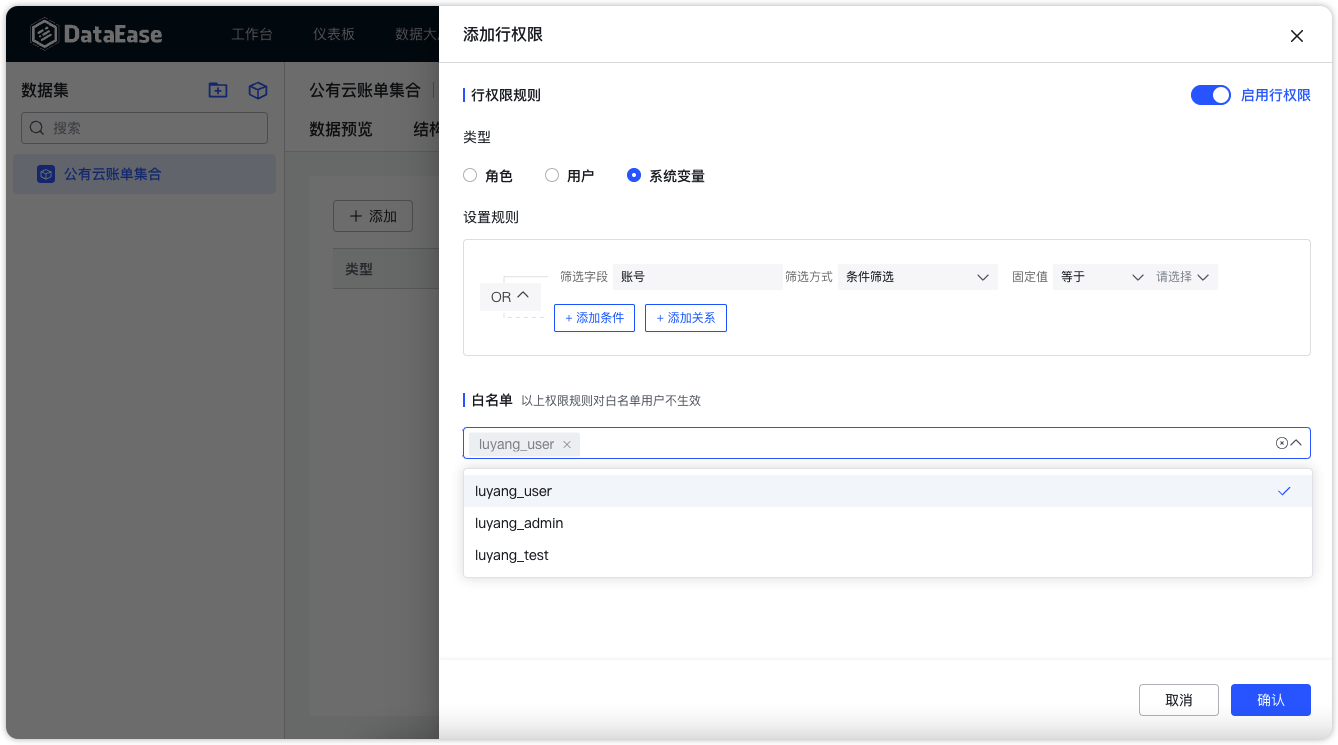 DataEase 工作台 仪表板 数据大
添加行权限
数据集
公有云账单集合
行权限规则
启用行权限
搜索
数据预览
类型
公有云账单集合
角色 用户 系统变量
+ 添加
设置规则
类型
筛选字段 账号 筛选方式 条件筛选 固定值 等于 请选择
OR
+ 添加条件 + 添加关系
白名单 以上权限规则对白名单用户不生效
luyang_user
luyang_user
luyang_admin
luyang_test
取消 确认